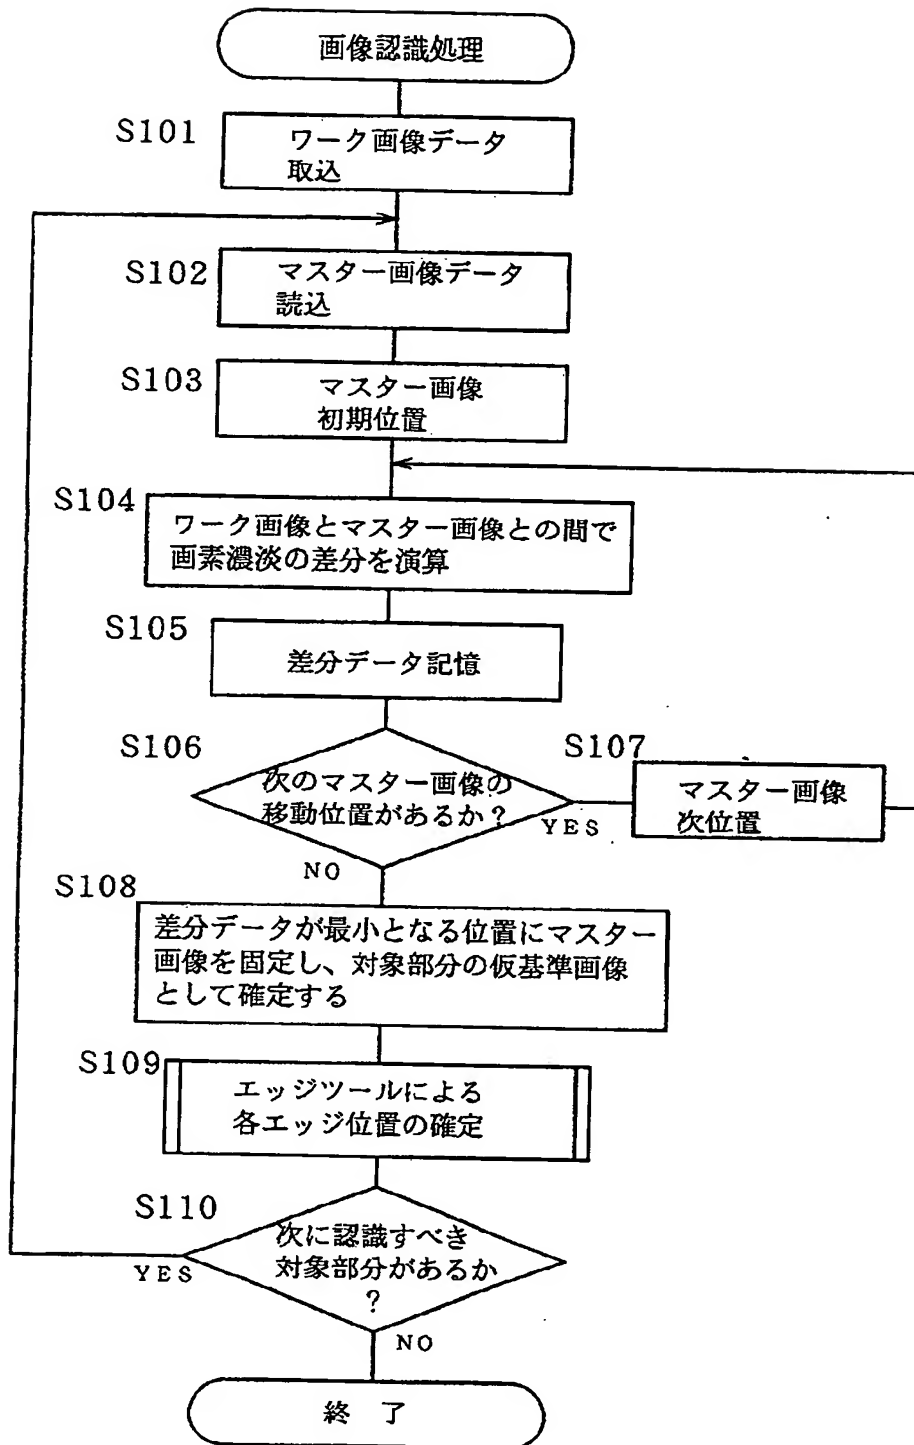 画像認識処理
S101
ワーク画像データ
取込
S102
マスター画像データ
読込
S103
マスター画像
初期位置
S104
ワーク画像とマスター画像との間で
画素濃淡の差分を演算
S105
差分データ記憶
S106
次のマスター画像の
移動位置があるか?
YES
NO
S107
マスター画像
次位置
S108
差分データが最小となる位置にマスター
画像を固定し、対象部分の仮基準画像
として確定する
S109
エッジツールによる
各エッジ位置の確定
S110
次に認識すべき
対象部分があるか
?
YES
NO
終 了